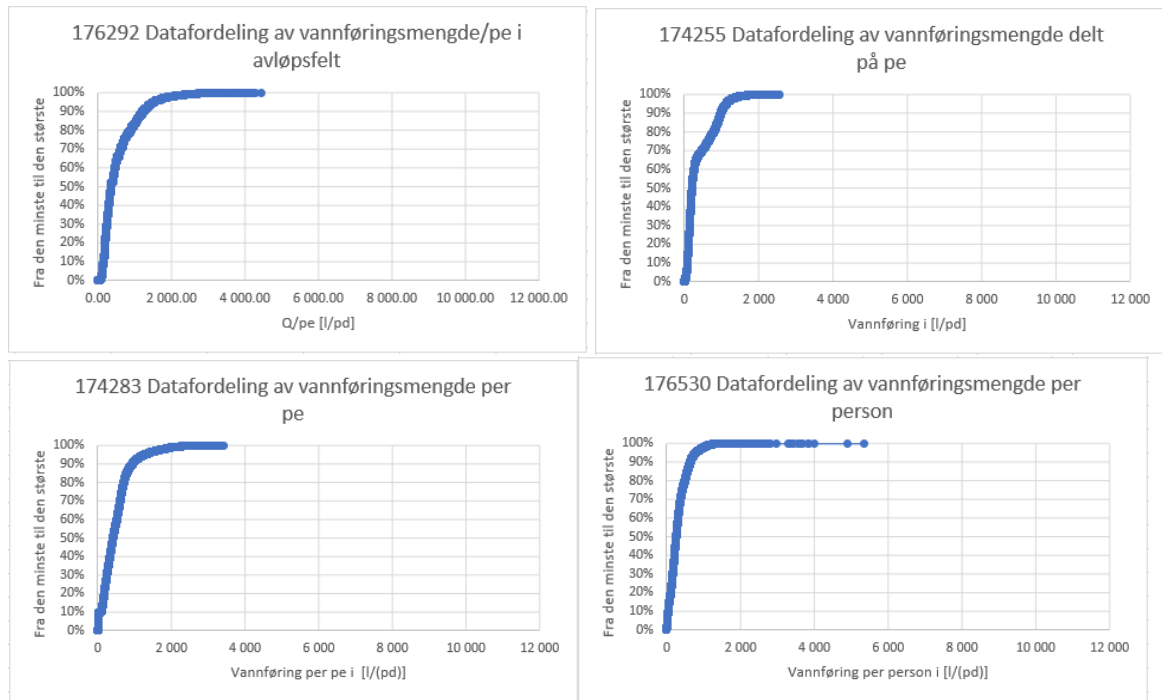 176292 Datafordeling av vannføringsmengde/pe i
avløpsfelt
Fra den minste til den største
100%
90%
80%
70%
60%
50%
40%
30%
20%
10%
0%
0.00 2 000.00 4 000.00 6 000.00 8 000.00 10 000.00 12 000.00
Q/pe [l/pd]
174255 Datafordeling av vannføringsmengde delt
på pe
Fra den minste til den største
100%
90%
80%
70%
60%
50%
40%
30%
20%
10%
0%
0 2 000 4 000 6 000 8 000 10 000 12 000
Vannføring i [l/pd]
174283 Datafordeling av vannføringsmengde per
pe
Fra den minste til den største
100%
90%
80%
70%
60%
50%
40%
30%
20%
10%
0%
0 2 000 4 000 6 000 8 000 10 000 12 000
Vannføring per pe i [l/(pd)]
176530 Datafordeling av vannføringsmengde per
person
Fra den minste til den største
100%
90%
80%
70%
60%
50%
40%
30%
20%
10%
0%
0 2 000 4 000 6 000 8 000 10 000 12 000
Vannføring per person i [l/(pd)]